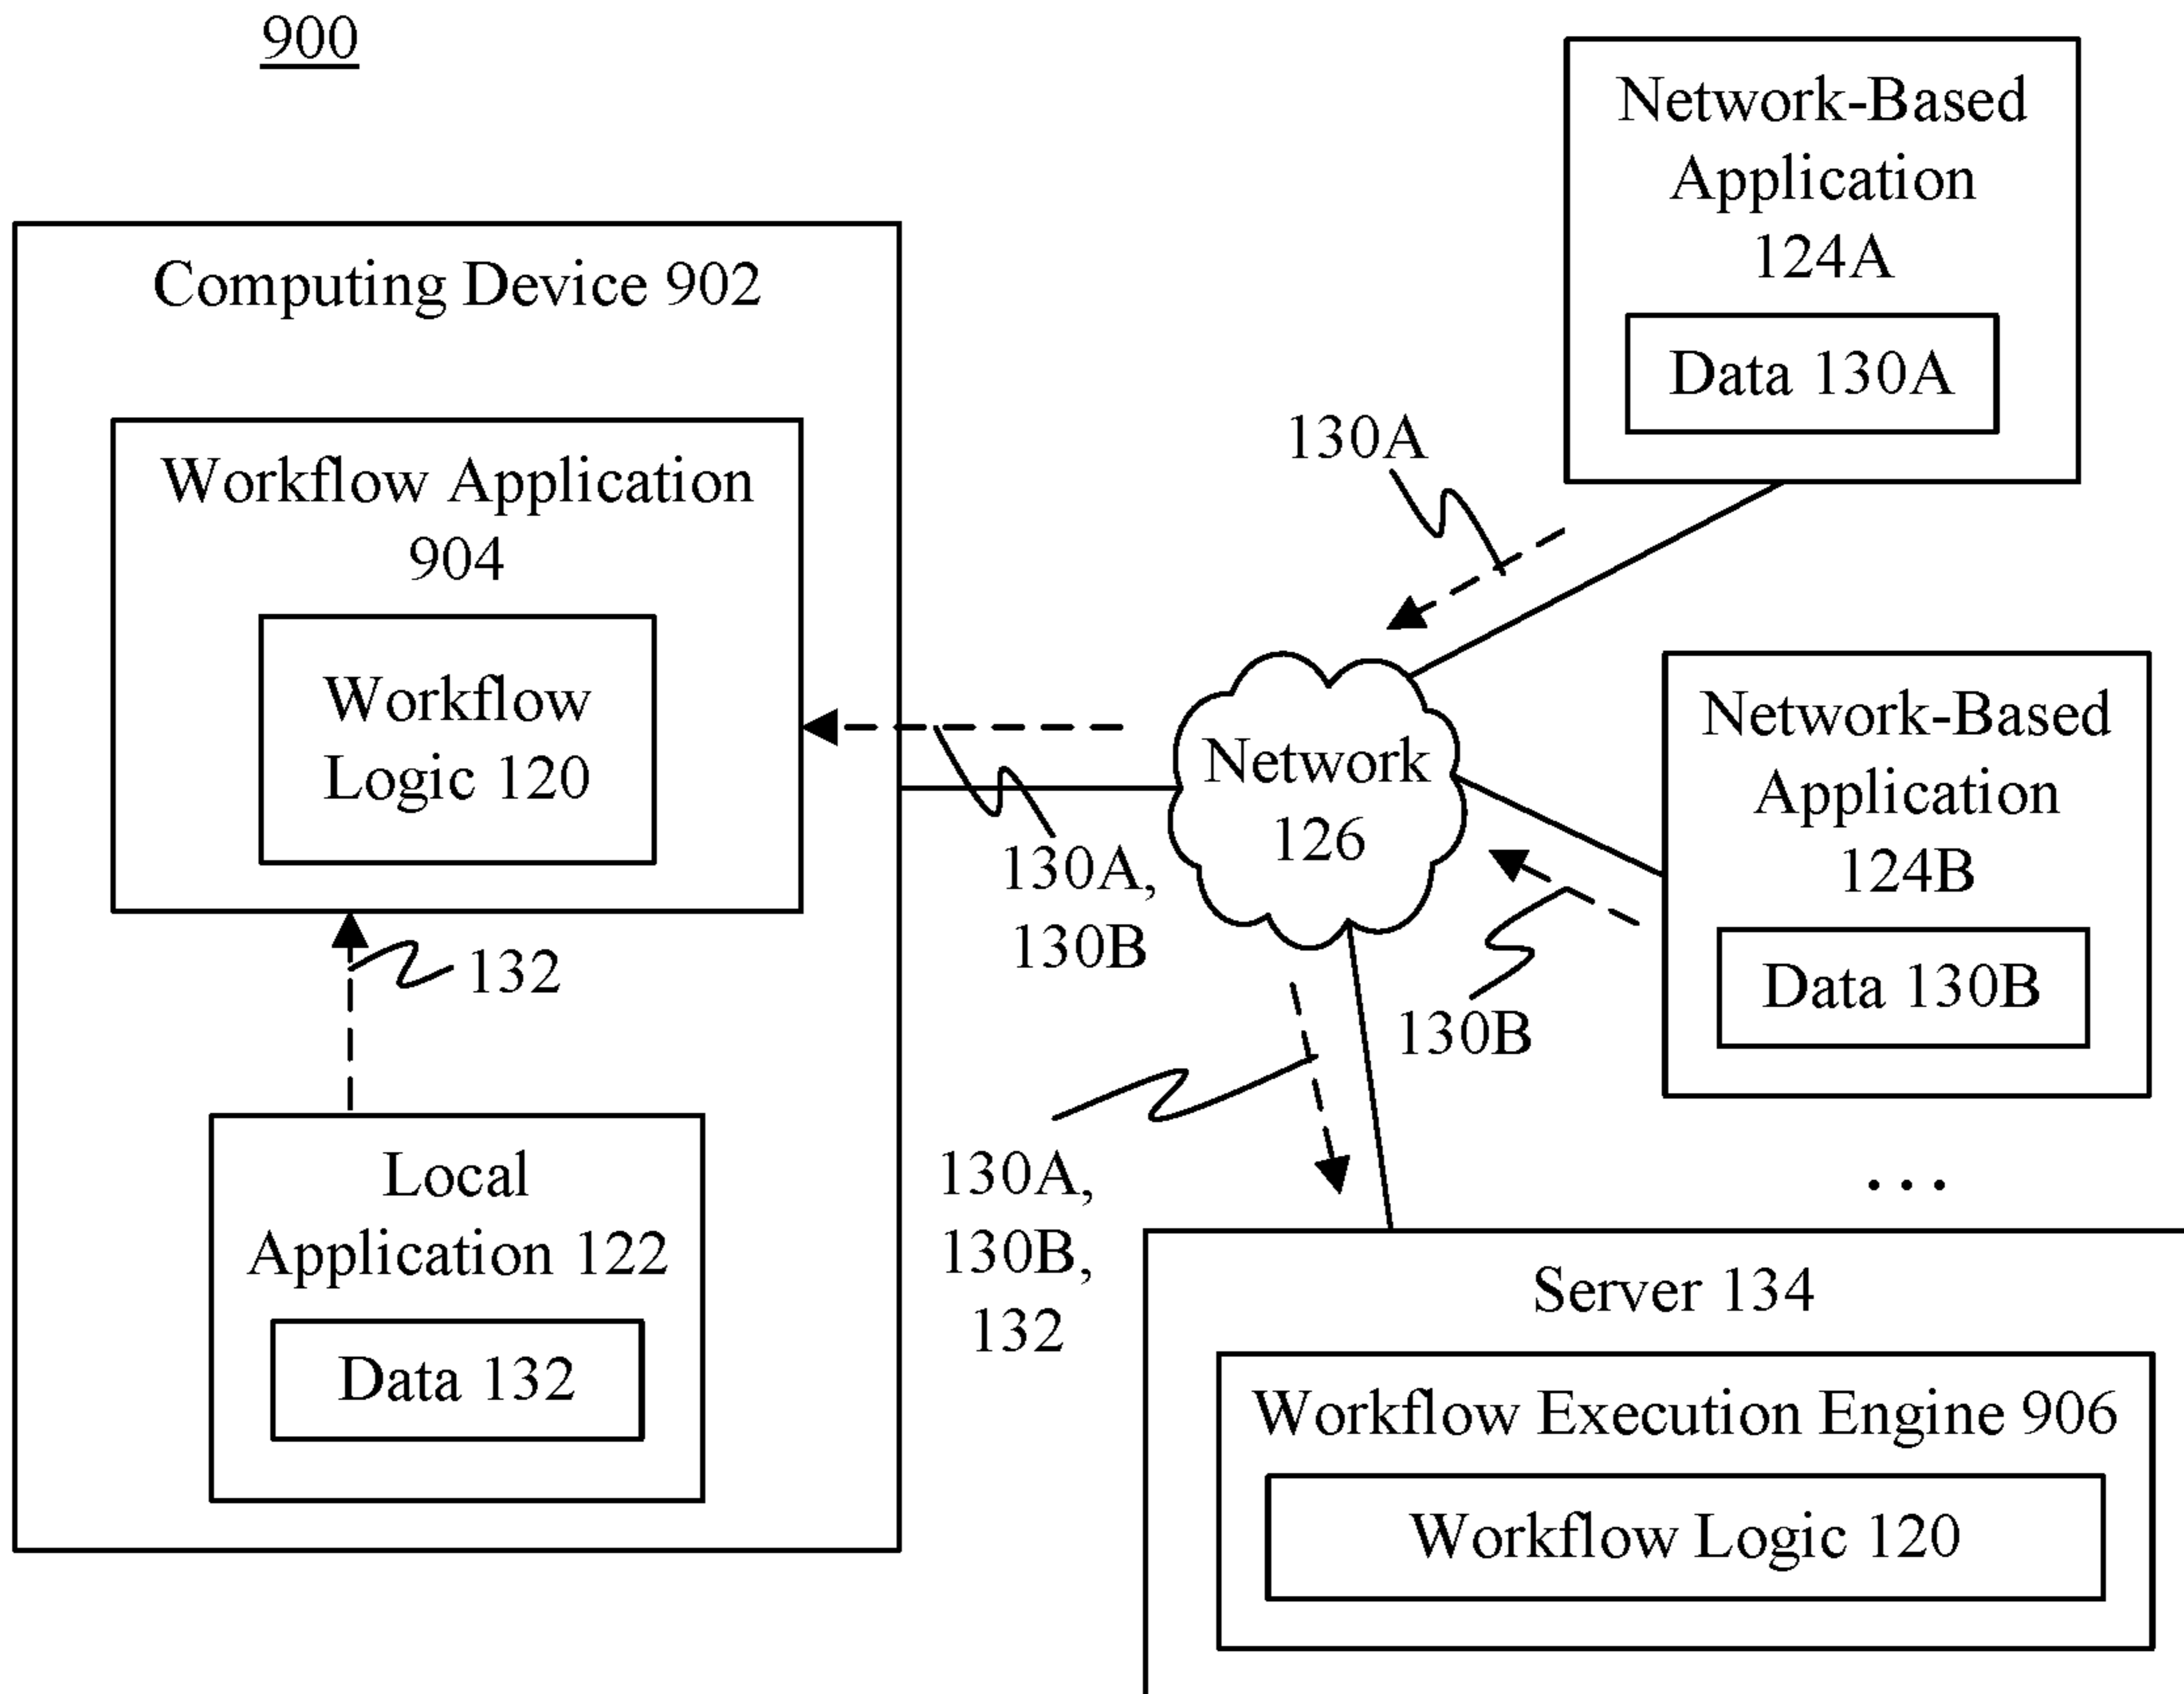 900
Computing Device 902
Workflow Application
904
Workflow
Logic 120
132
Local
Application 122
Data 132
Network-Based
Application
124A
Data 130A
130A
Network
126
130A,
130B
Network-Based
Application
124B
Data 130B
130B
130A,
130B,
132
...
Server 134
Workflow Execution Engine 906
Workflow Logic 120